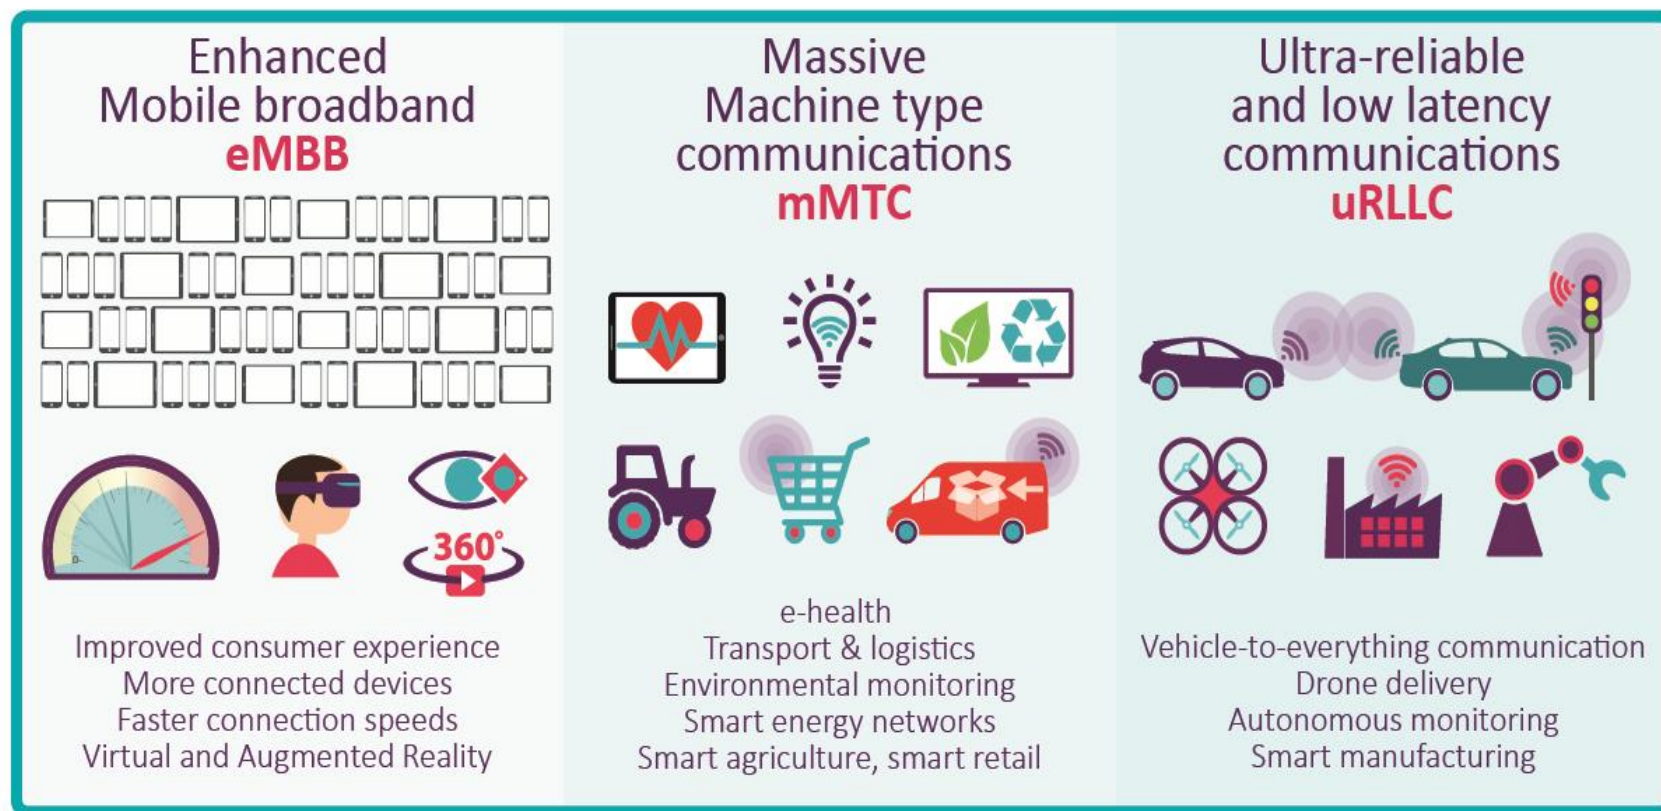 Enhanced
Mobile broadband
eMBB
0
360°
Improved consumer experience
More connected devices
Faster connection speeds
Virtual and Augmented Reality
Massive
Machine type
communications
mMTC
e-health
Transport & logistics
Environmental monitoring
Smart energy networks
Smart agriculture, smart retail
Ultra-reliable
and low latency
communications
uRLLC
Vehicle-to-everything communication
Drone delivery
Autonomous monitoring
Smart manufacturing